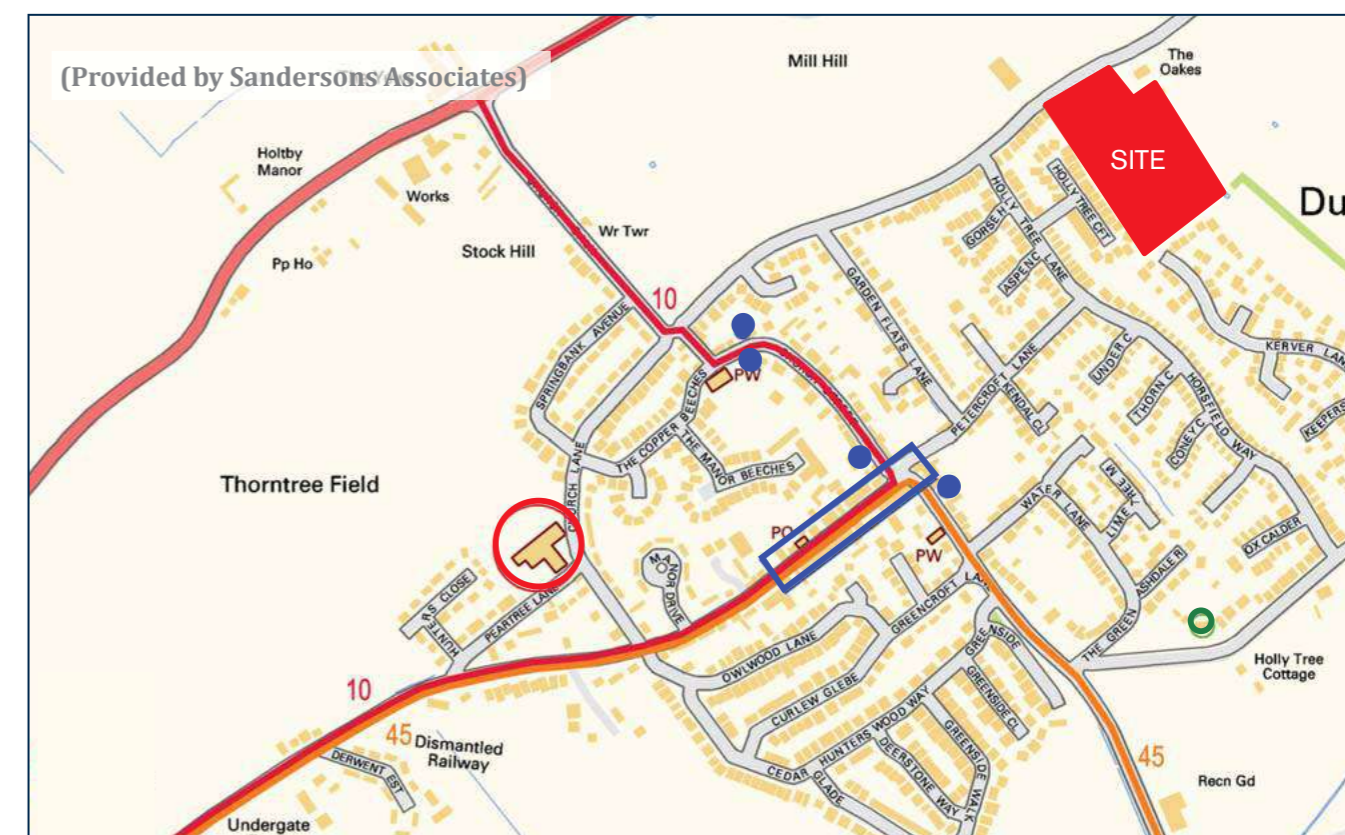 (Provided by Sandersons Associates)
Mill Hill
The
Oakes
Holtby
Manor
Works
SITE
Du
Wr Twr
Stock Hill
Pp Ho
HOLLY TREE LANE
HOLLY TREE CFT
GORSE H
ASPEN C
10
SPRINGBANK AVENUE
GARDEN FLATS LANE
KERVER LAN
PW
UNDER C
THORN C
HORSFIELD WAY
PETERCROFT LANE
KENDAL CL
CONEY C
KEEPERS
THE COPPER BEECHES
THE MANOR BEECHES
Thorntree Field
CHURCH LANE
WATER LANE
LIME TREE M
OX CALDER
PO
PW
MANOR DRIVE
ASHDALE R
THE GREEN
HUNTERS CLOSE
PEARTREE LANE
GREENCROFT LANE
GREENSIDE
OWLWOOD LANE
CURLEW GLEBE
Holly Tree
Cottage
GREENSIDE CL
HUNTERS WOOD WAY
DEERSTONE WAY
GREENSIDE WALK
10
45
Dismantled
Railway
45
DERWENT EST
CEDAR GLADE
Recn Gd
Undergate